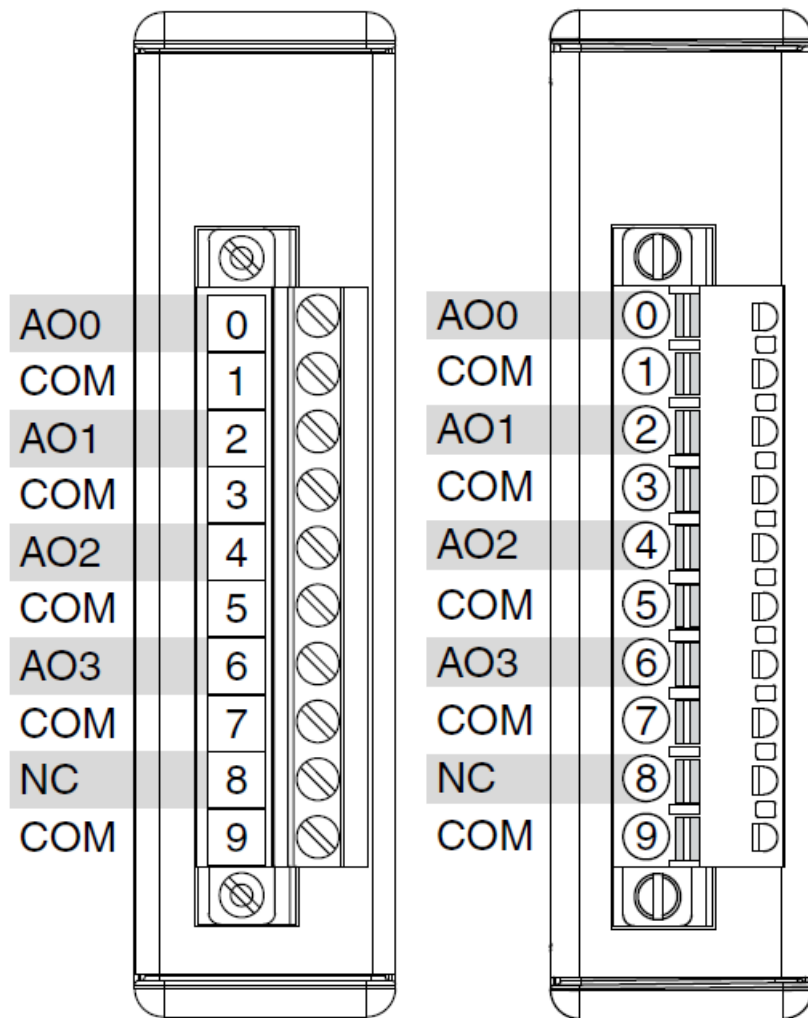 AO0 0 AO0 0
COM 1 COM 1
AO1 2 AO1 2
COM 3 COM 3
AO2 4 AO2 4
COM 5 COM 5
AO3 6 AO3 6
COM 7 COM 7
NC 8 NC 8
COM 9 COM 9